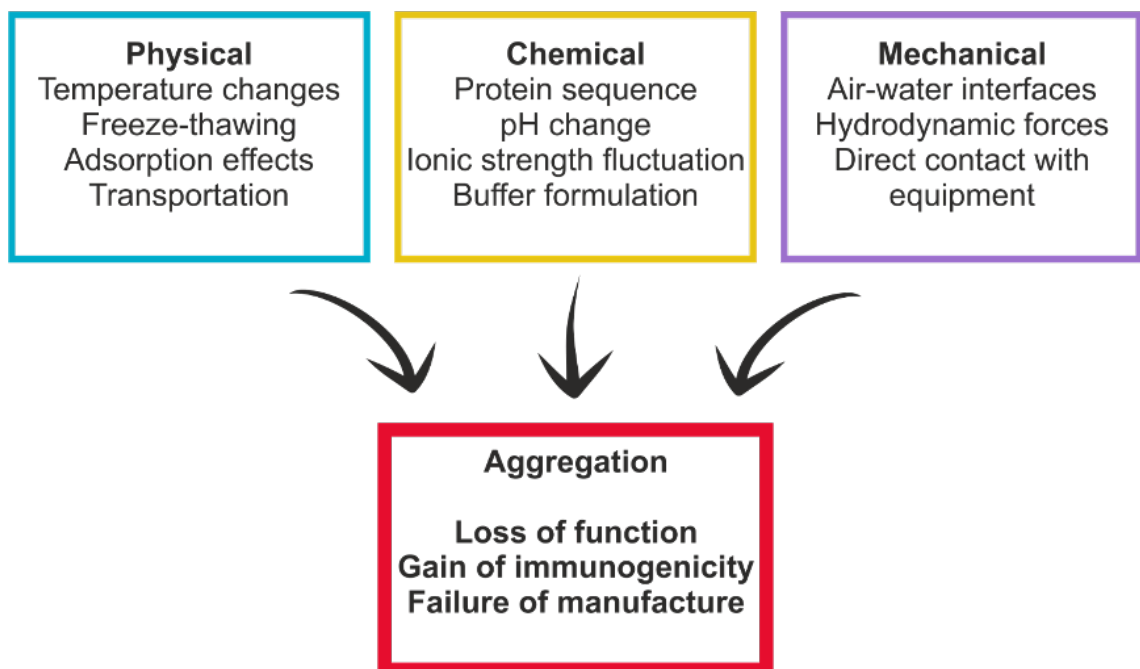 Physical
Temperature changes
Freeze-thawing
Adsorption effects
Transportation
Chemical
Protein sequence
pH change
Ionic strength fluctuation
Buffer formulation
Mechanical
Air-water interfaces
Hydrodynamic forces
Direct contact with
equipment
Aggregation
Loss of function
Gain of immunogenicity
Failure of manufacture